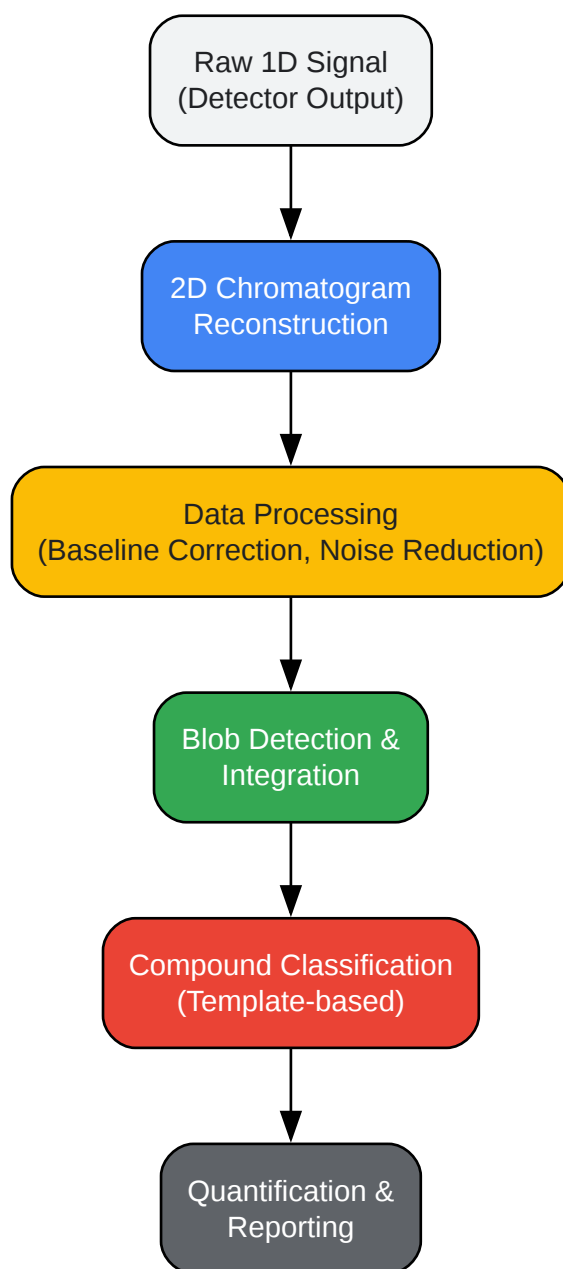 Raw 1D Signal
(Detector Output)
2D Chromatogram
Reconstruction
Data Processing
(Baseline Correction, Noise Reduction)
Blob Detection &
Integration
Compound Classification
(Template-based)
Quantification &
Reporting